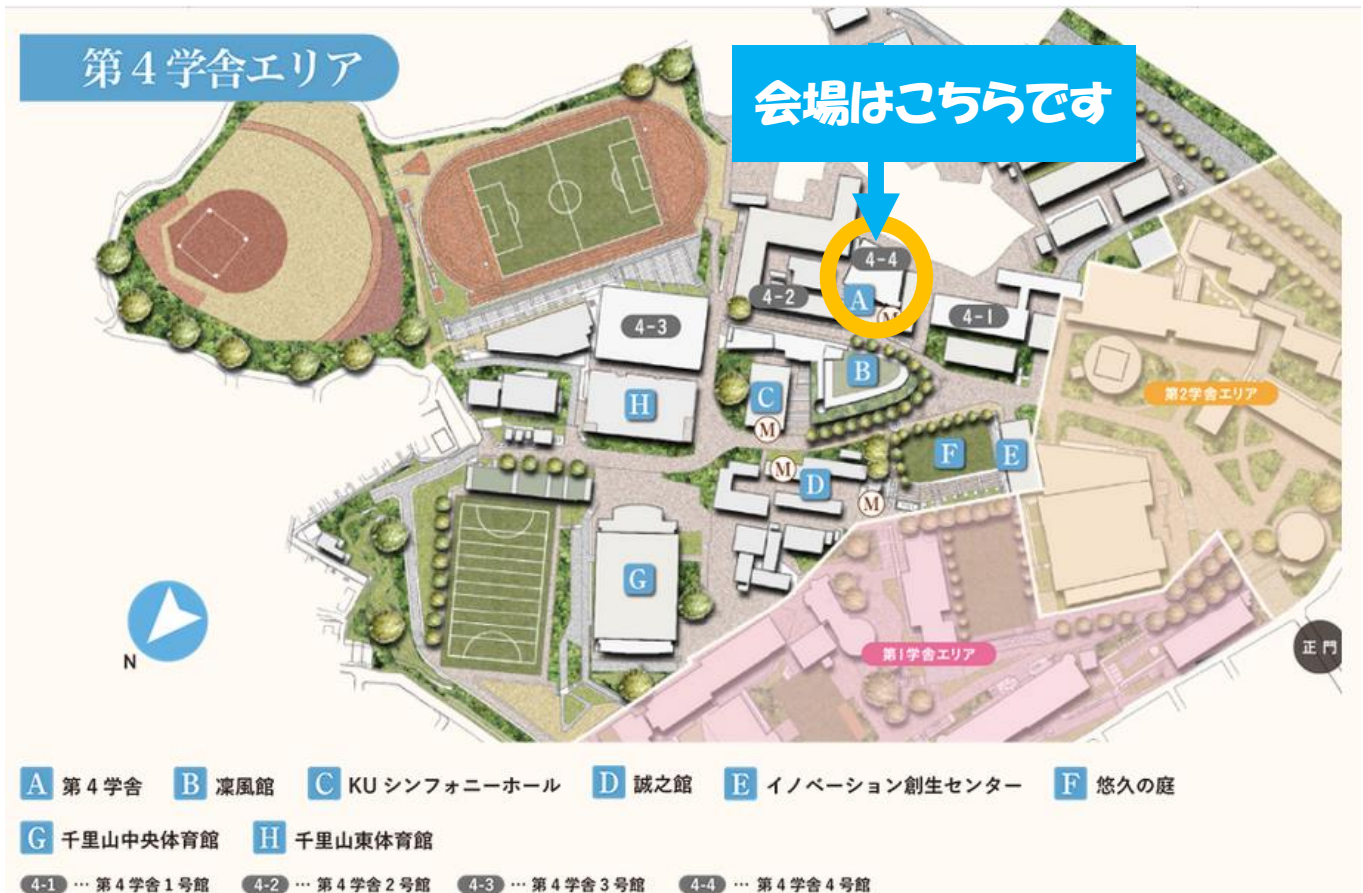 第4学舎エリア
会場はこちらです
4-4
4-2
A
M
4-1
4-3
B
C
H
第2学舎エリア
M
F
E
M
D
M
G
N
第1学舎エリア
正門
A 第4学舎 B 凜風館 C KUシンフォニーホール D 誠之館 E イノベーション創生センター F 悠久の庭
G 千里山中央体育館 H 千里山東体育館
4-1 … 第4学舎1号館 4-2 … 第4学舎2号館 4-3 … 第4学舎3号館 4-4 … 第4学舎4号館